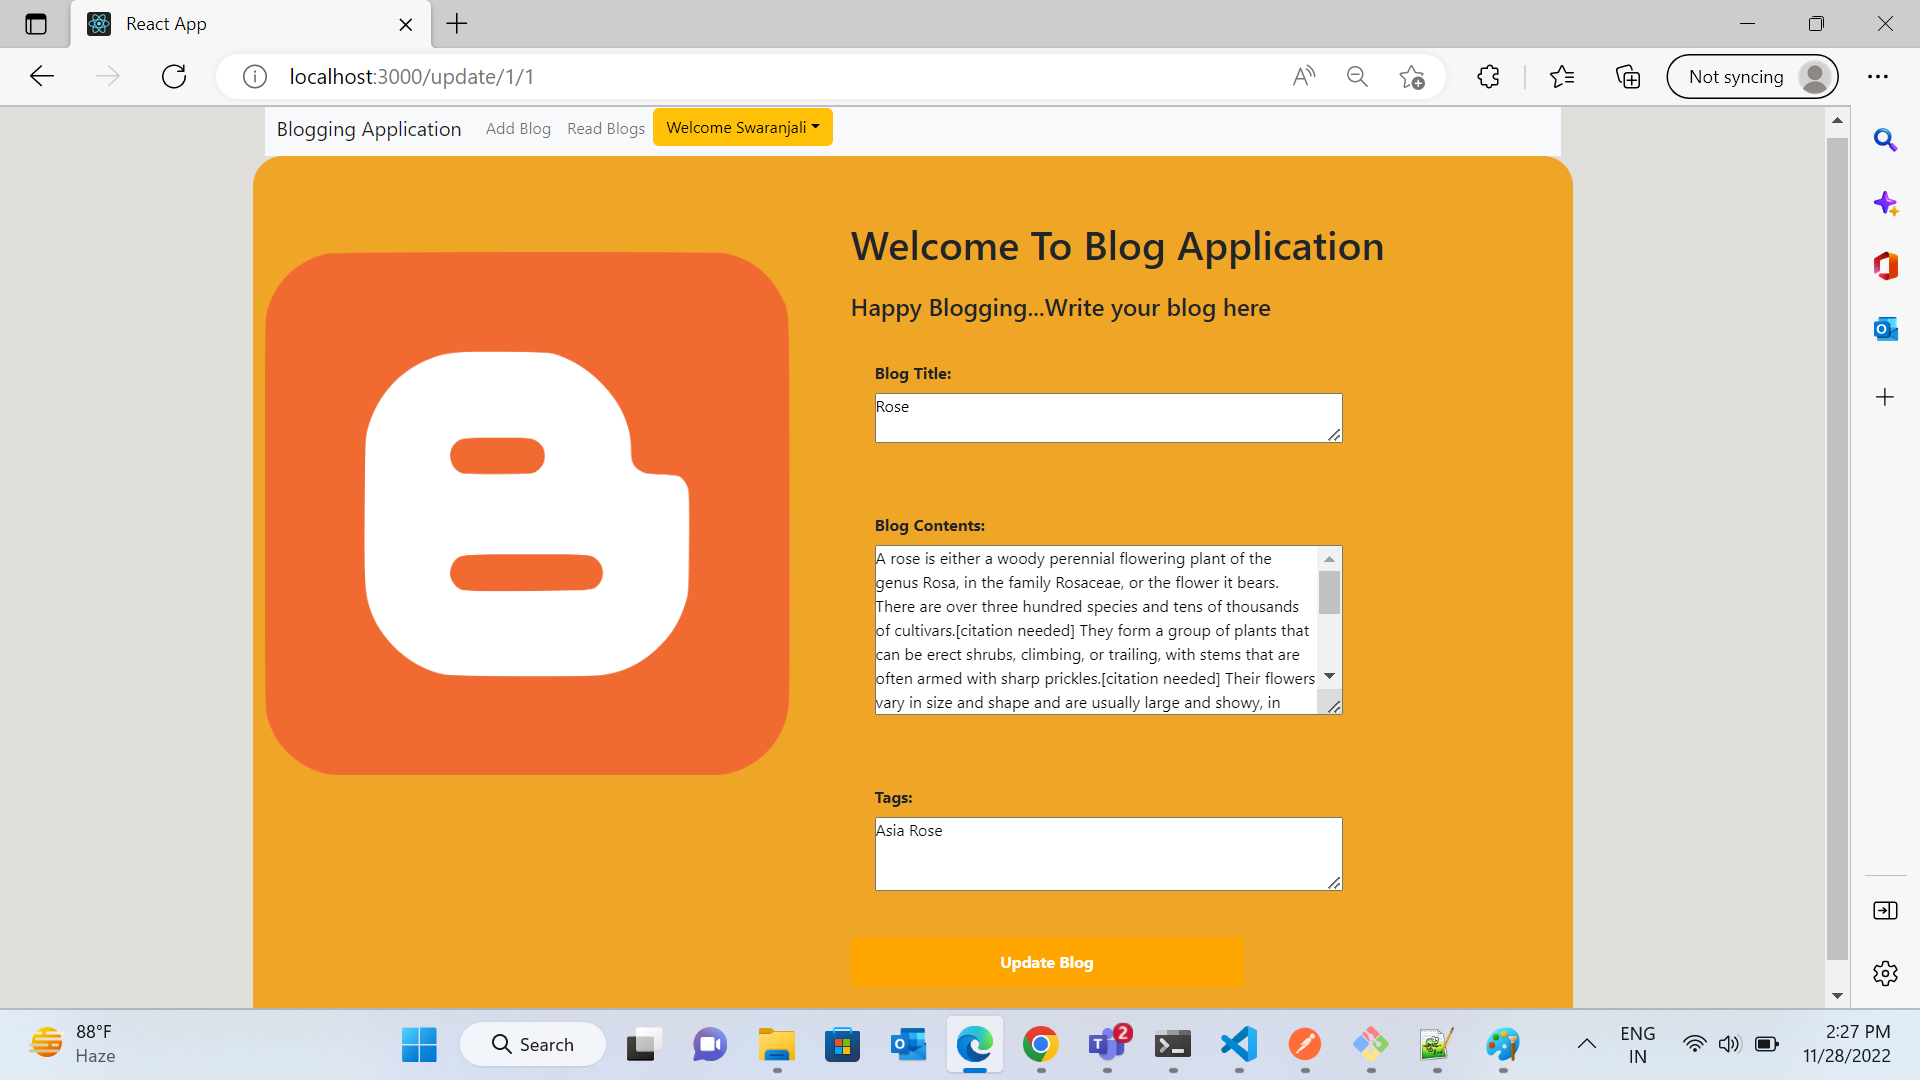 React App
localhost:3000/update/1/1
Not syncing
Blogging Application Add Blog Read Blogs Welcome Swaranjali
Welcome To Blog Application
Happy Blogging...Write your blog here
Blog Title:
Rose
Blog Contents:
A rose is either a woody perennial flowering plant of the
genus Rosa, in the family Rosaceae, or the flower it bears.
There are over three hundred species and tens of thousands
of cultivars.[citation needed] They form a group of plants that
can be erect shrubs, climbing, or trailing, with stems that are
often armed with sharp prickles.[citation needed] Their flowers
vary in size and shape and are usually large and showy, in
Tags:
Asia Rose
Update Blog
88°F
Haze
Search
2
ENG
IN
2:27 PM
11/28/2022